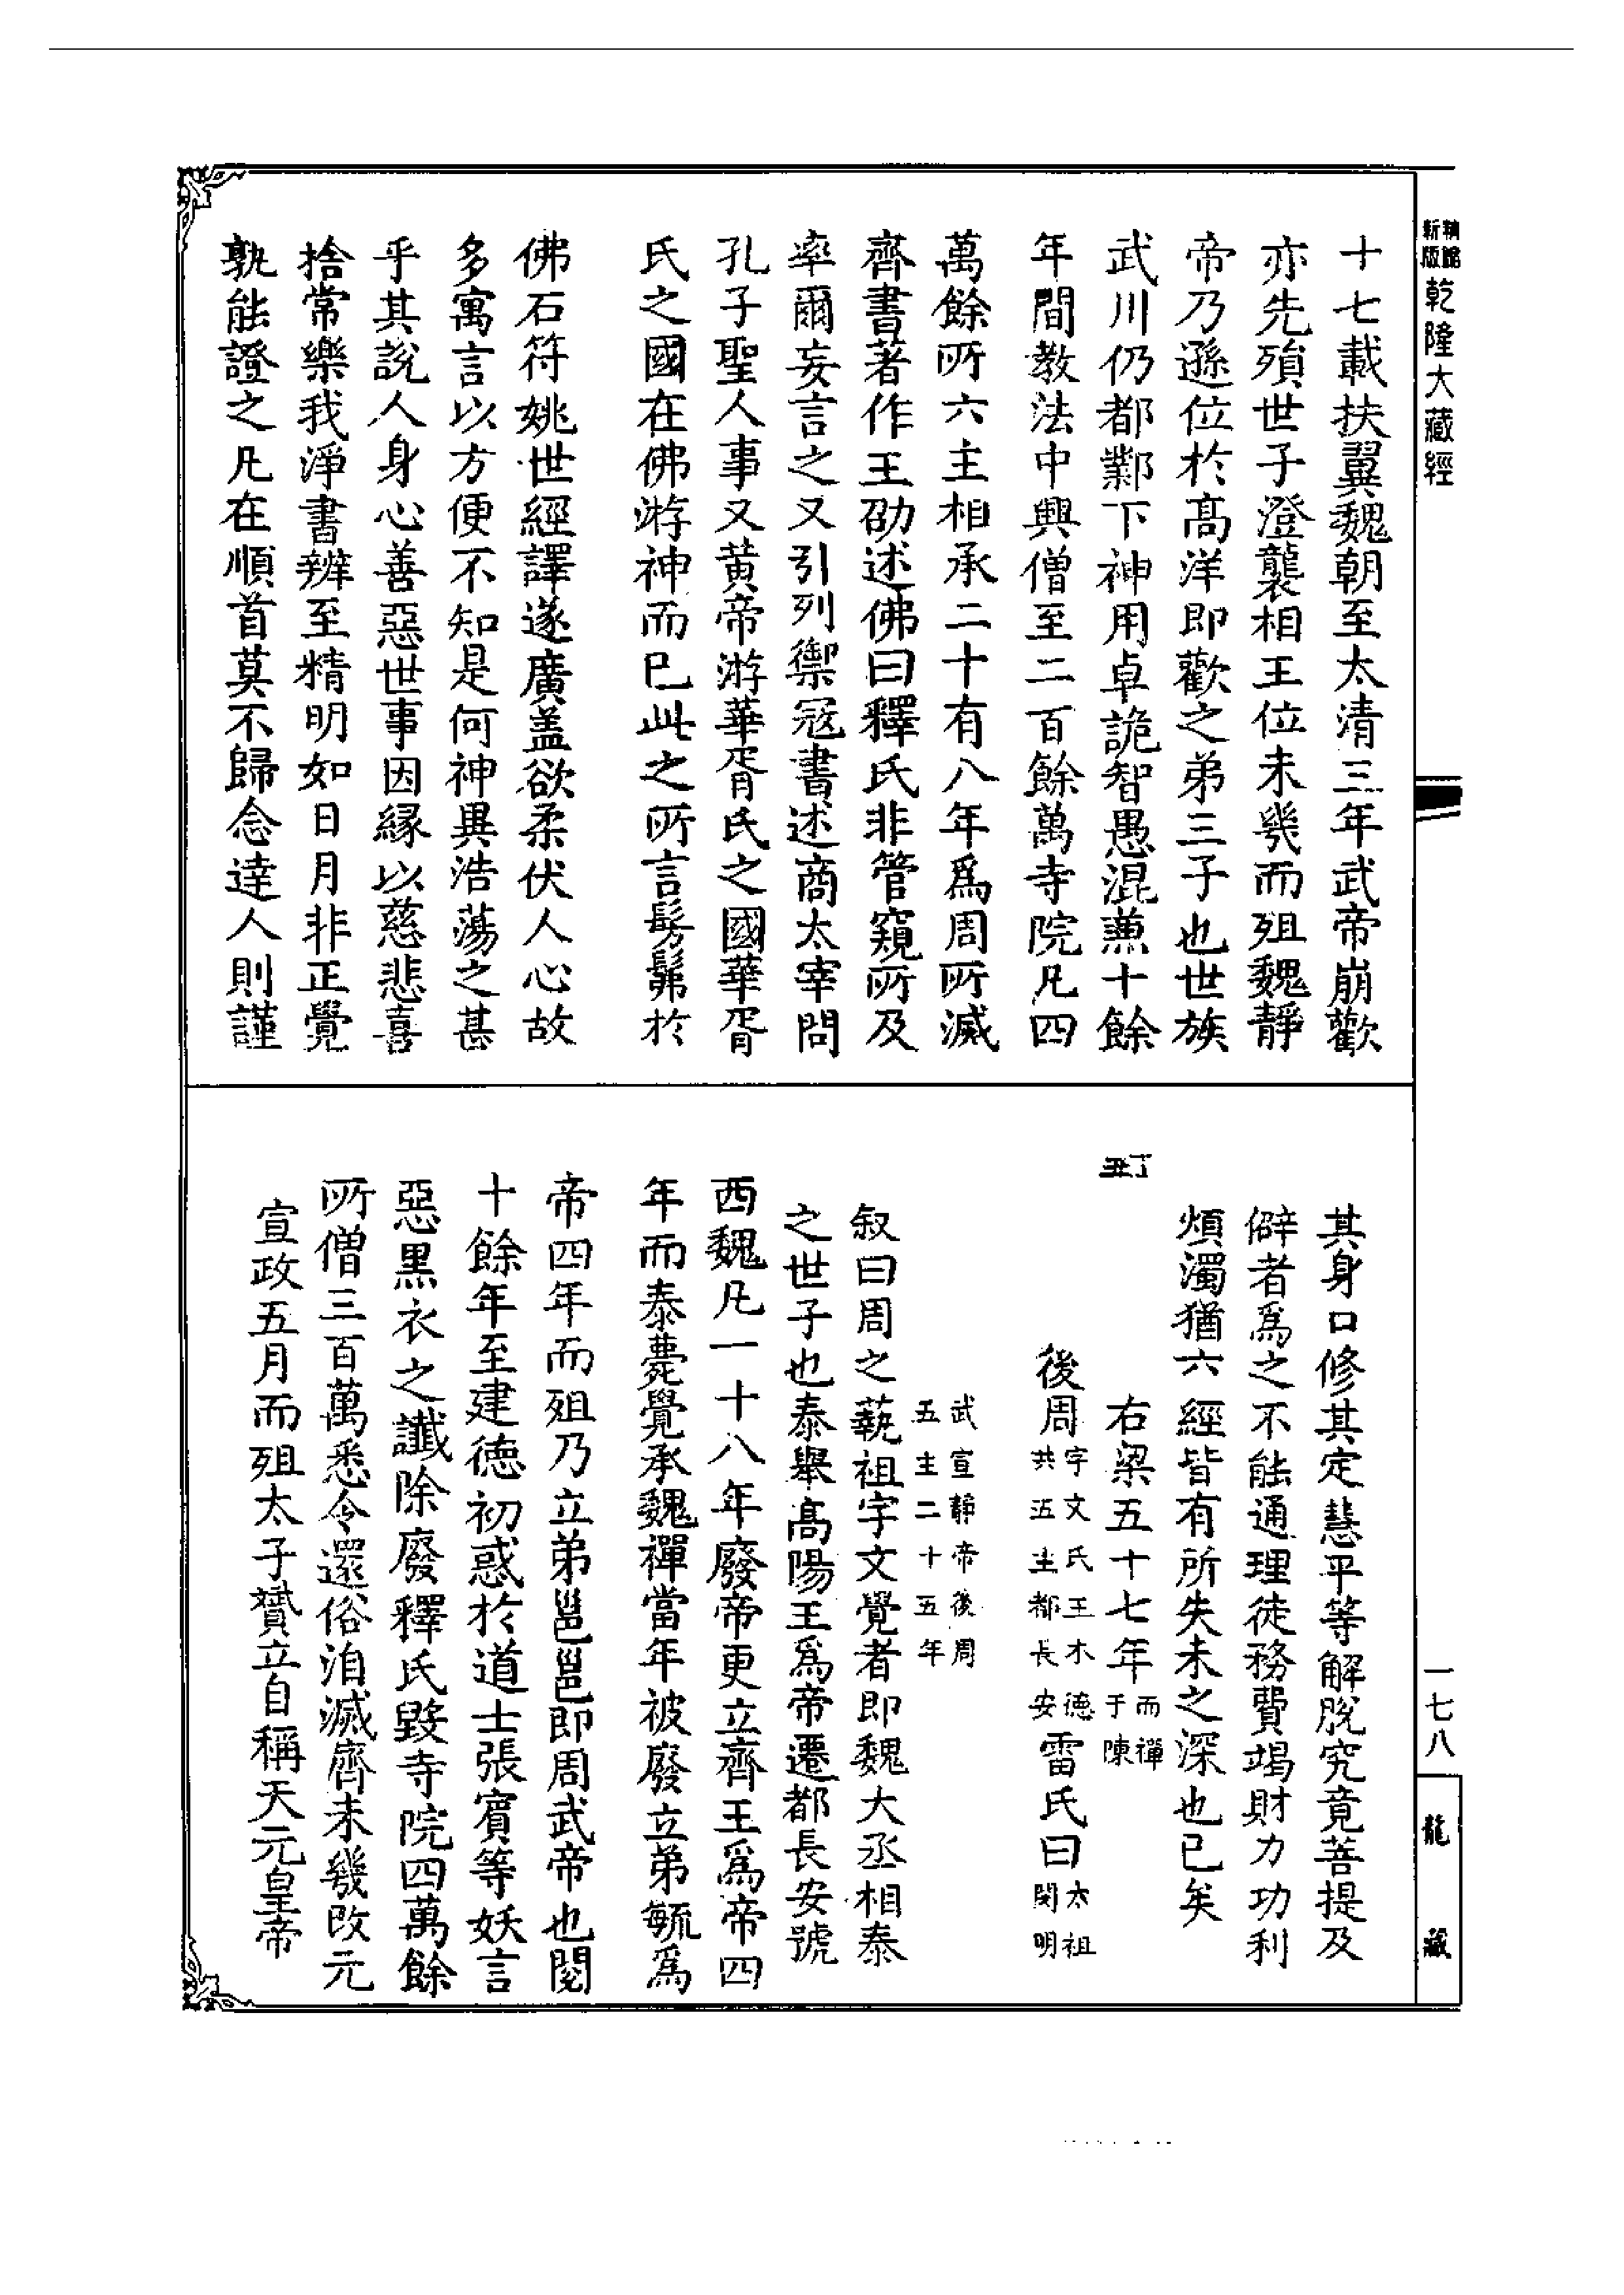 精縮
新版
乾隆大藏經
十七載扶翼魏朝至太清三年武帝崩歡
亦先殞世子澄襲相王位未幾而殂魏靜
帝乃遜位於高洋即歡之弟三子也世族
武川仍都鄴下神用卓詭智愚混兼十餘
年間教法中興僧至二百餘萬寺院凡四
萬餘所六主相承二十有八年爲周所滅
齊書著作王劭述佛曰釋氏非管窺所及
率爾妄言之又引列禦冦書述商太宰問
孔子聖人事又黄帝游華胥氏之國華胥
氏之國在佛游神而已此之所言髣髴於
佛石符姚世經譯遂廣盖欲柔伏人心故
多寓言以方便不知是何神異浩蕩之甚
乎其說人身心善惡世事因緣以慈悲喜
捨常樂我淨書辨至精明如日月非正覺
孰能證之凡在順首莫不歸念達人則謹
其身口修其定慧平等解脫究竟菩提及
僻者爲之不能通理徒務費竭財力功利
煩濁猶六經皆有所失未之深也已矣
丁丑
右梁五十七年而禪于陳
後周宇文氏王木德共五主都長安雷氏曰太祖閔明
武宣靜帝後周五主二十五年
叙曰周之蓺祖宇文覺者即魏大丞相泰
之世子也泰舉高陽王爲帝遷都長安號
西魏凡一十八年廢帝更立齊王爲帝四
年而泰薨覺承魏禪當年被廢立弟毓爲
帝四年而殂乃立弟邕邕即周武帝也閱
十餘年至建德初惑於道士張賓等妖言
惡黑衣之讖除廢釋氏毀寺院四萬餘
所僧三百萬悉令還俗洎滅齊未幾改元
宣政五月而殂太子贇立自稱天元皇帝
一七八
龍藏